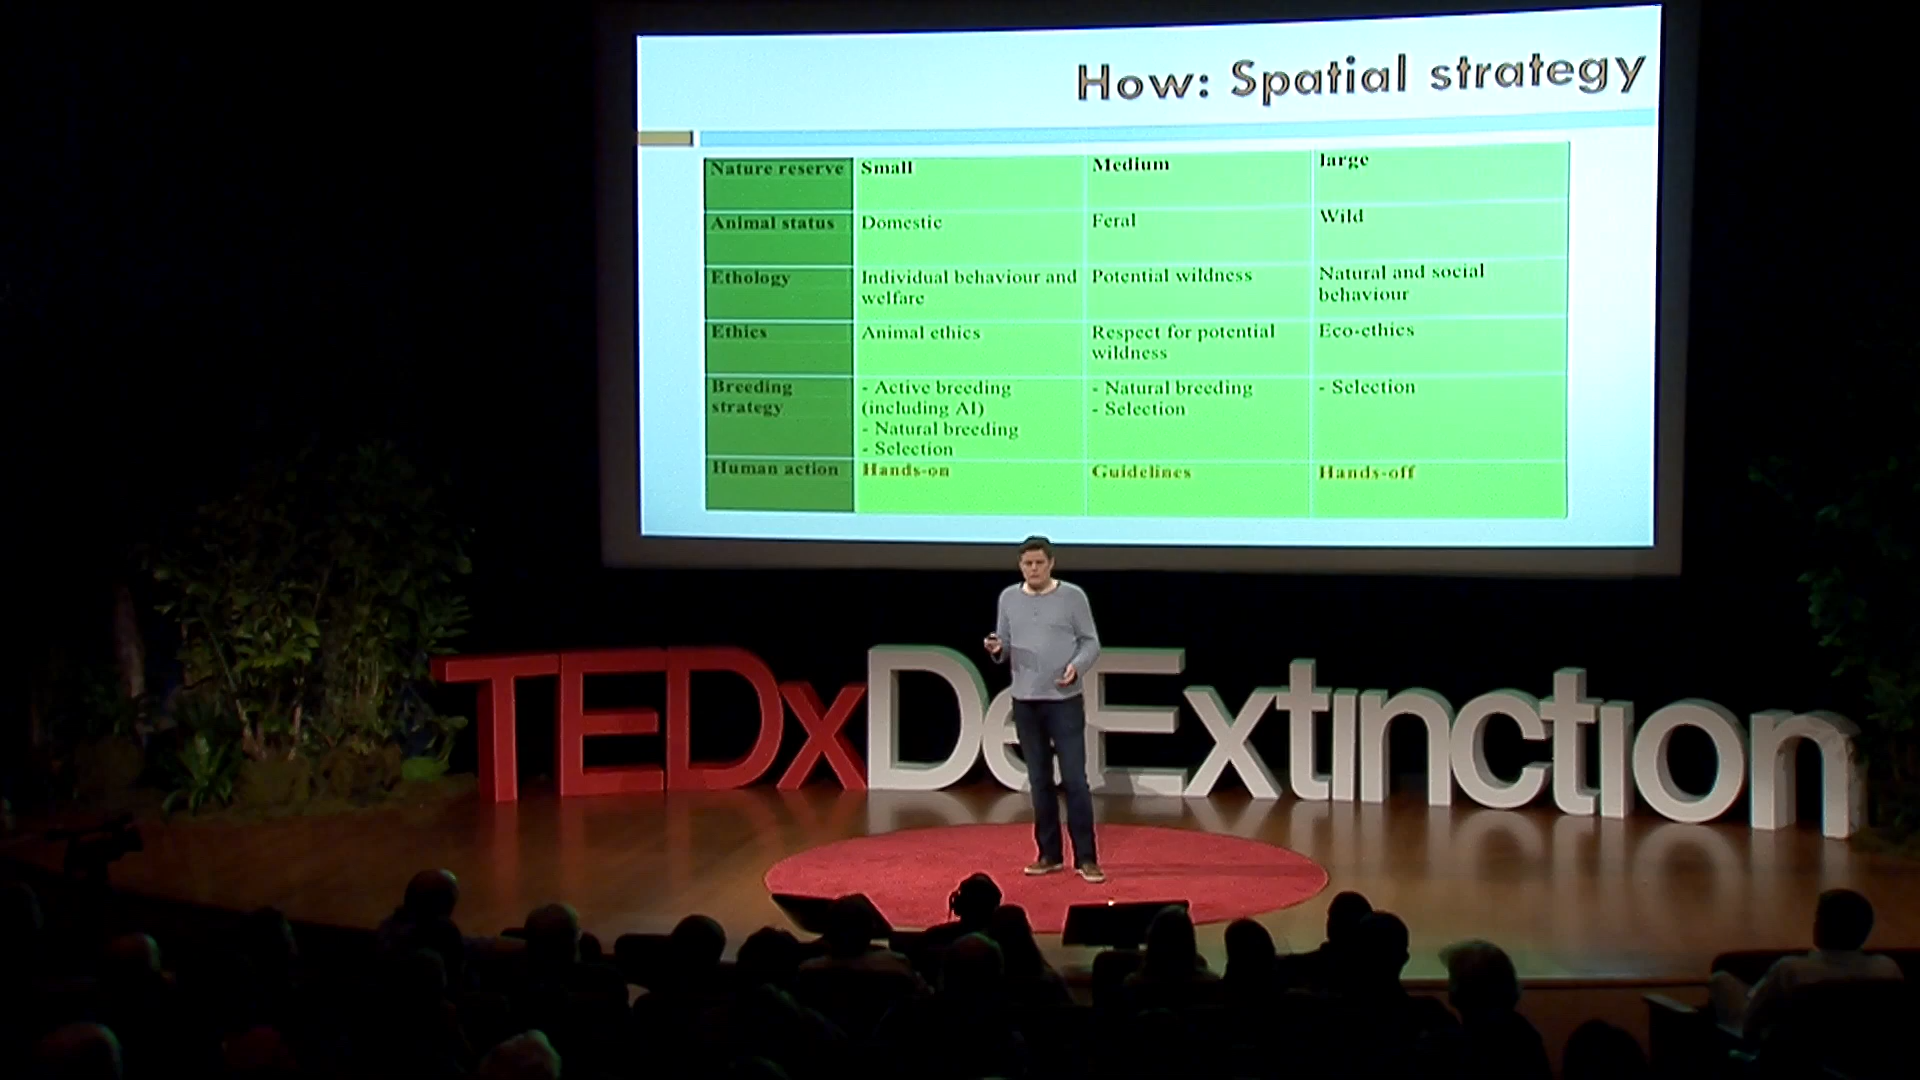 How: Spatial strategy
Nature reserve Small Medium large
Animal status Domestic Feral Wild
Ethology Individual behaviour and welfare Potential wildness Natural and social behaviour
Ethics Animal ethics Respect for potential wildness Eco-ethics
Breeding strategy - Active breeding (including AI) - Natural breeding - Selection - Natural breeding - Selection - Selection
Human action Hands-on Guidelines Hands-off
TEDxDeExtinction